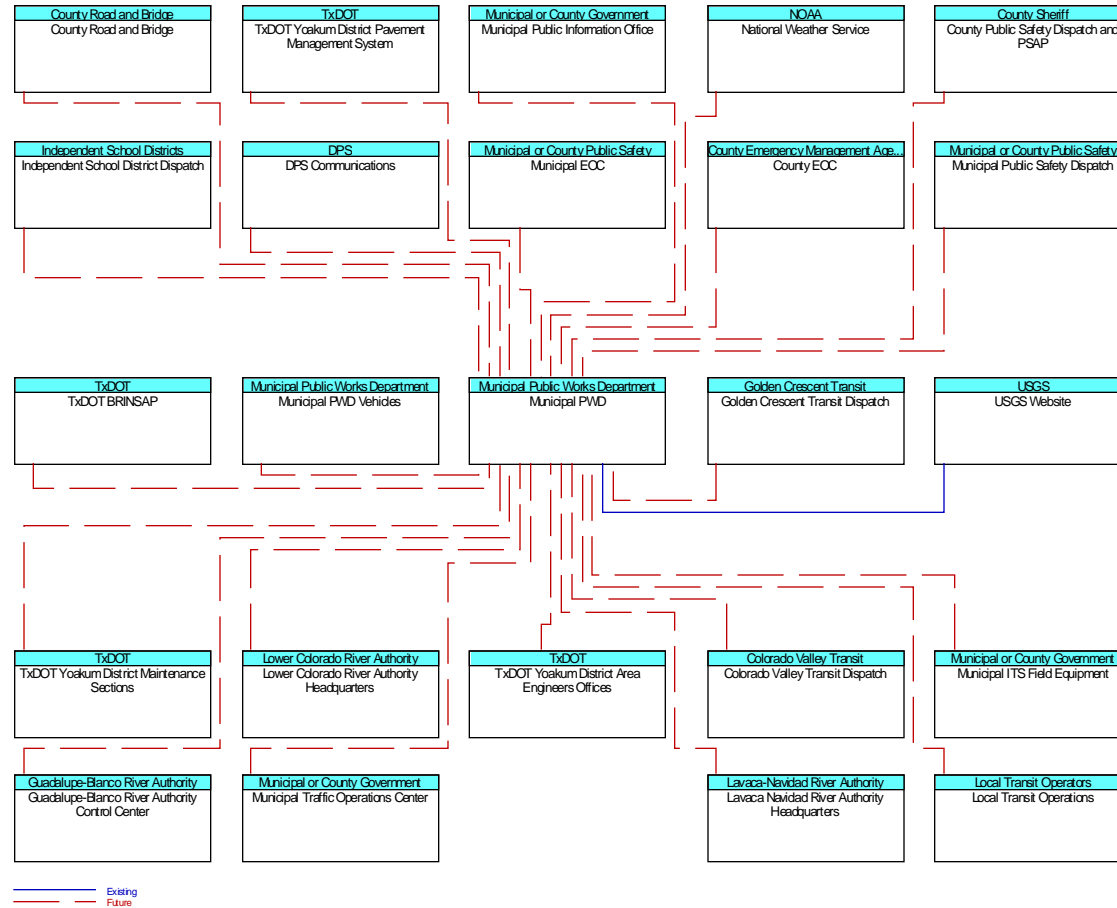 County Road and Bridge
County Road and Bridge
TxDOT
TxDOT Yoakum District Pavement
Management System
Municipal or County Government
Municipal Public Information Office
NOAA
National Weather Service
County Sheriff
County Public Safety Dispatch and
PSAP
Independent School Districts
Independent School District Dispatch
DPS
DPS Communications
Municipal or County Public Safety
Municipal EOC
County Emergency Management Age...
County EOC
Municipal or County Public Safety
Municipal Public Safety Dispatch
TxDOT
TxDOT BRINSAP
Municipal Public Works Department
Municipal PWD Vehicles
Municipal Public Works Department
Municipal PWD
Golden Crescent Transit
Golden Crescent Transit Dispatch
USGS
USGS Website
TxDOT
TxDOT Yoakum District Maintenance
Sections
Lower Colorado River Authority
Lower Colorado River Authority
Headquarters
TxDOT
TxDOT Yoakum District Area
Engineers Offices
Colorado Valley Transit
Colorado Valley Transit Dispatch
Municipal or County Government
Municipal ITS Field Equipment
Guadalupe-Blanco River Authority
Guadalupe-Blanco River Authority
Control Center
Municipal or County Government
Municipal Traffic Operations Center
Lavaca-Navidad River Authority
Lavaca Navidad River Authority
Headquarters
Local Transit Operators
Local Transit Operations
Existing
Future